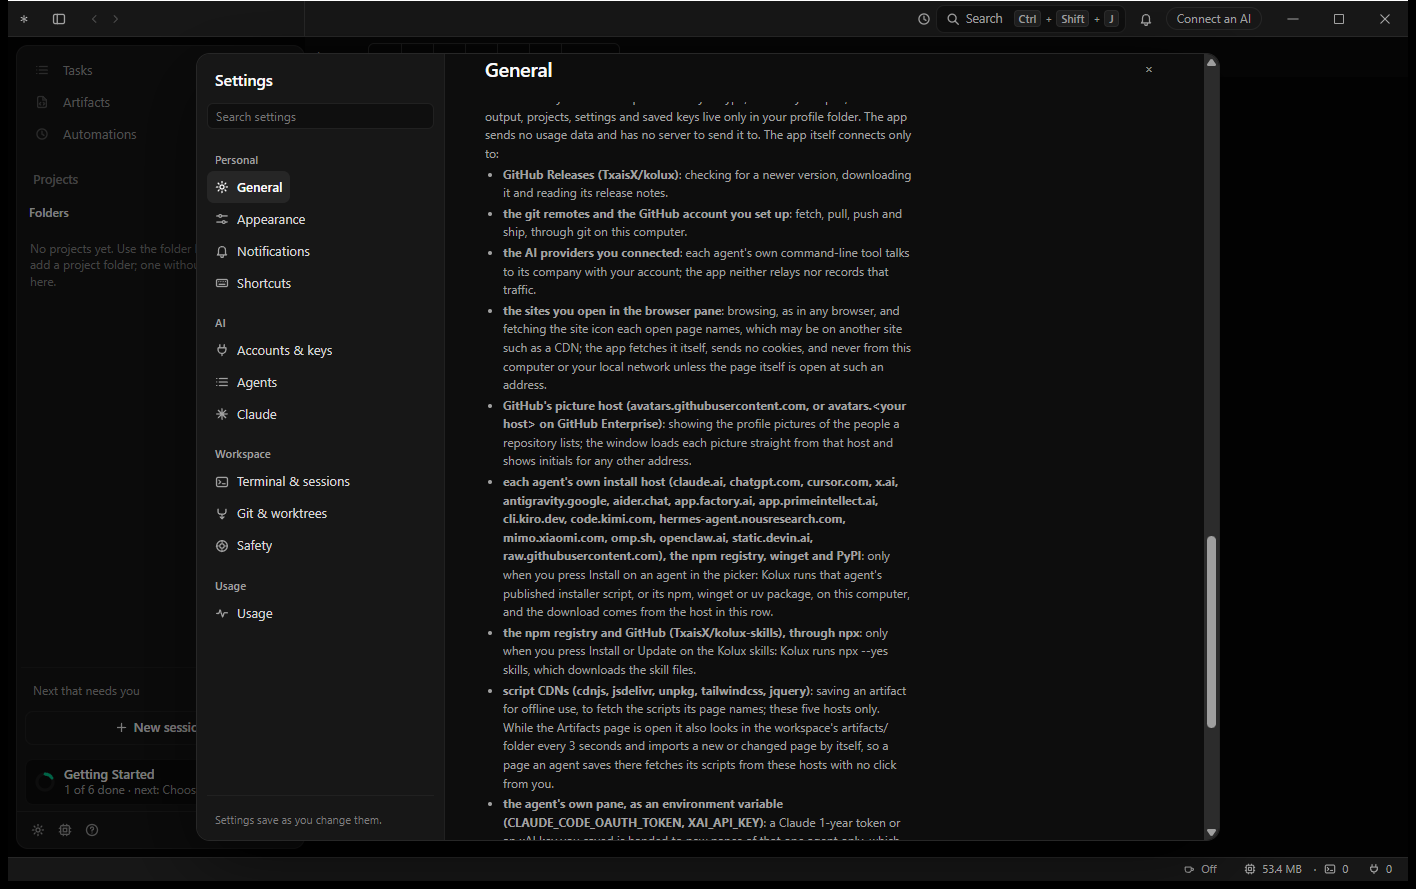 Search Ctrl + Shift + J
Connect an AI
Tasks
Artifacts
Automations
Projects
Folders
No projects yet. Use the folder
add a project folder; one
here.
Next that needs you
+ New
Getting Started
1 of 6 done · next:
Settings
Search settings
Personal
General
Appearance
Notifications
Shortcuts
AI
Accounts & keys
Agents
Claude
Workspace
Terminal & sessions
Git & worktrees
Safety
Usage
Usage
Settings save as you change them.
General
×
output, projects, settings and saved keys live only in your profile folder. The app
sends no usage data and has no server to send it to. The app itself connects only
to:
• GitHub Releases (TxaisX/kolux): checking for a newer version, downloading
it and reading its release notes.
• the git remotes and the GitHub account you set up: fetch, pull, push and
ship, through git on this computer.
• the AI providers you connected: each agent's own command-line tool talks
to its company with your account; the app neither relays nor records that
traffic.
• the sites you open in the browser pane: browsing, as in any browser, and
fetching the site icon each open page names, which may be on another site
such as a CDN; the app fetches it itself, sends no cookies, and never from this
computer or your local network unless the page itself is open at such an
address.
• GitHub's picture host (avatars.githubusercontent.com, or avatars.<your
host> on GitHub Enterprise): showing the profile pictures of the people a
repository lists; the window loads each picture straight from that host and
shows initials for any other address.
• each agent's own install host (claude.ai, chatgpt.com, cursor.com, x.ai,
antigravity.google, aider.chat, app.factory.ai, app.primeintellect.ai,
cli.kiro.dev, code.kimi.com, hermes-agent.nousresearch.com,
mimo.xiaomi.com, omp.sh, openclaw.ai, static.devin.ai,
raw.githubusercontent.com), the npm registry, winget and PyPI: only
when you press Install on an agent in the picker: Kolux runs that agent's
published installer script, or its npm, winget or uv package, on this computer,
and the download comes from the host in this row.
• the npm registry and GitHub (TxaisX/kolux-skills), through npx: only
when you press Install or Update on the Kolux skills: Kolux runs npx --yes
skills, which downloads the skill files.
• script CDNs (cdnjs, jsdelivr, unpkg, tailwindcss, jquery): saving an artifact
for offline use, to fetch the scripts its page names; these five hosts only.
While the Artifacts page is open it also looks in the workspace's artifacts/
folder every 3 seconds and imports a new or changed page by itself, so a
page an agent saves there fetches its scripts from these hosts with no click
from you.
• the agent's own pane, as an environment variable
(CLAUDE_CODE_OAUTH_TOKEN, XAI_API_KEY): a Claude 1-year token or
Off
53.4 MB · 0 0